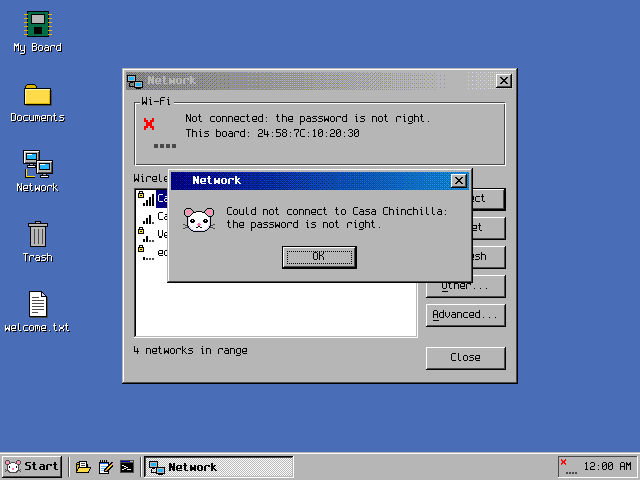 My Board
Documents
Network
Trash
welcome.txt
Network
Wi-Fi
Not connected: the password is not right.
This board: 24:58:7C:10:20:30
4 networks in range
Other...
Advanced...
Close
Network
Could not connect to Casa Chinchilla:
the password is not right.
OK
Start
Network
12:00 AM